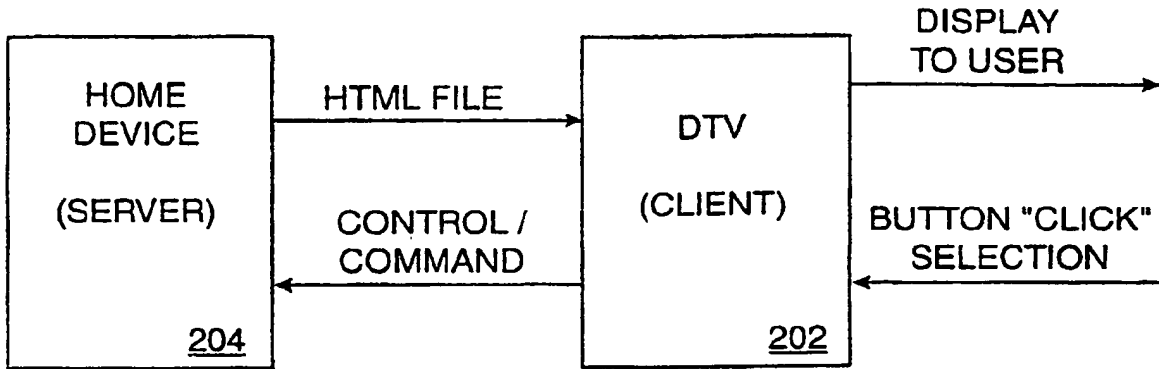 HOME
DEVICE
(SERVER)
204
HTML FILE
CONTROL /
COMMAND
DTV
(CLIENT)
202
DISPLAY
TO USER
BUTTON "CLICK"
SELECTION